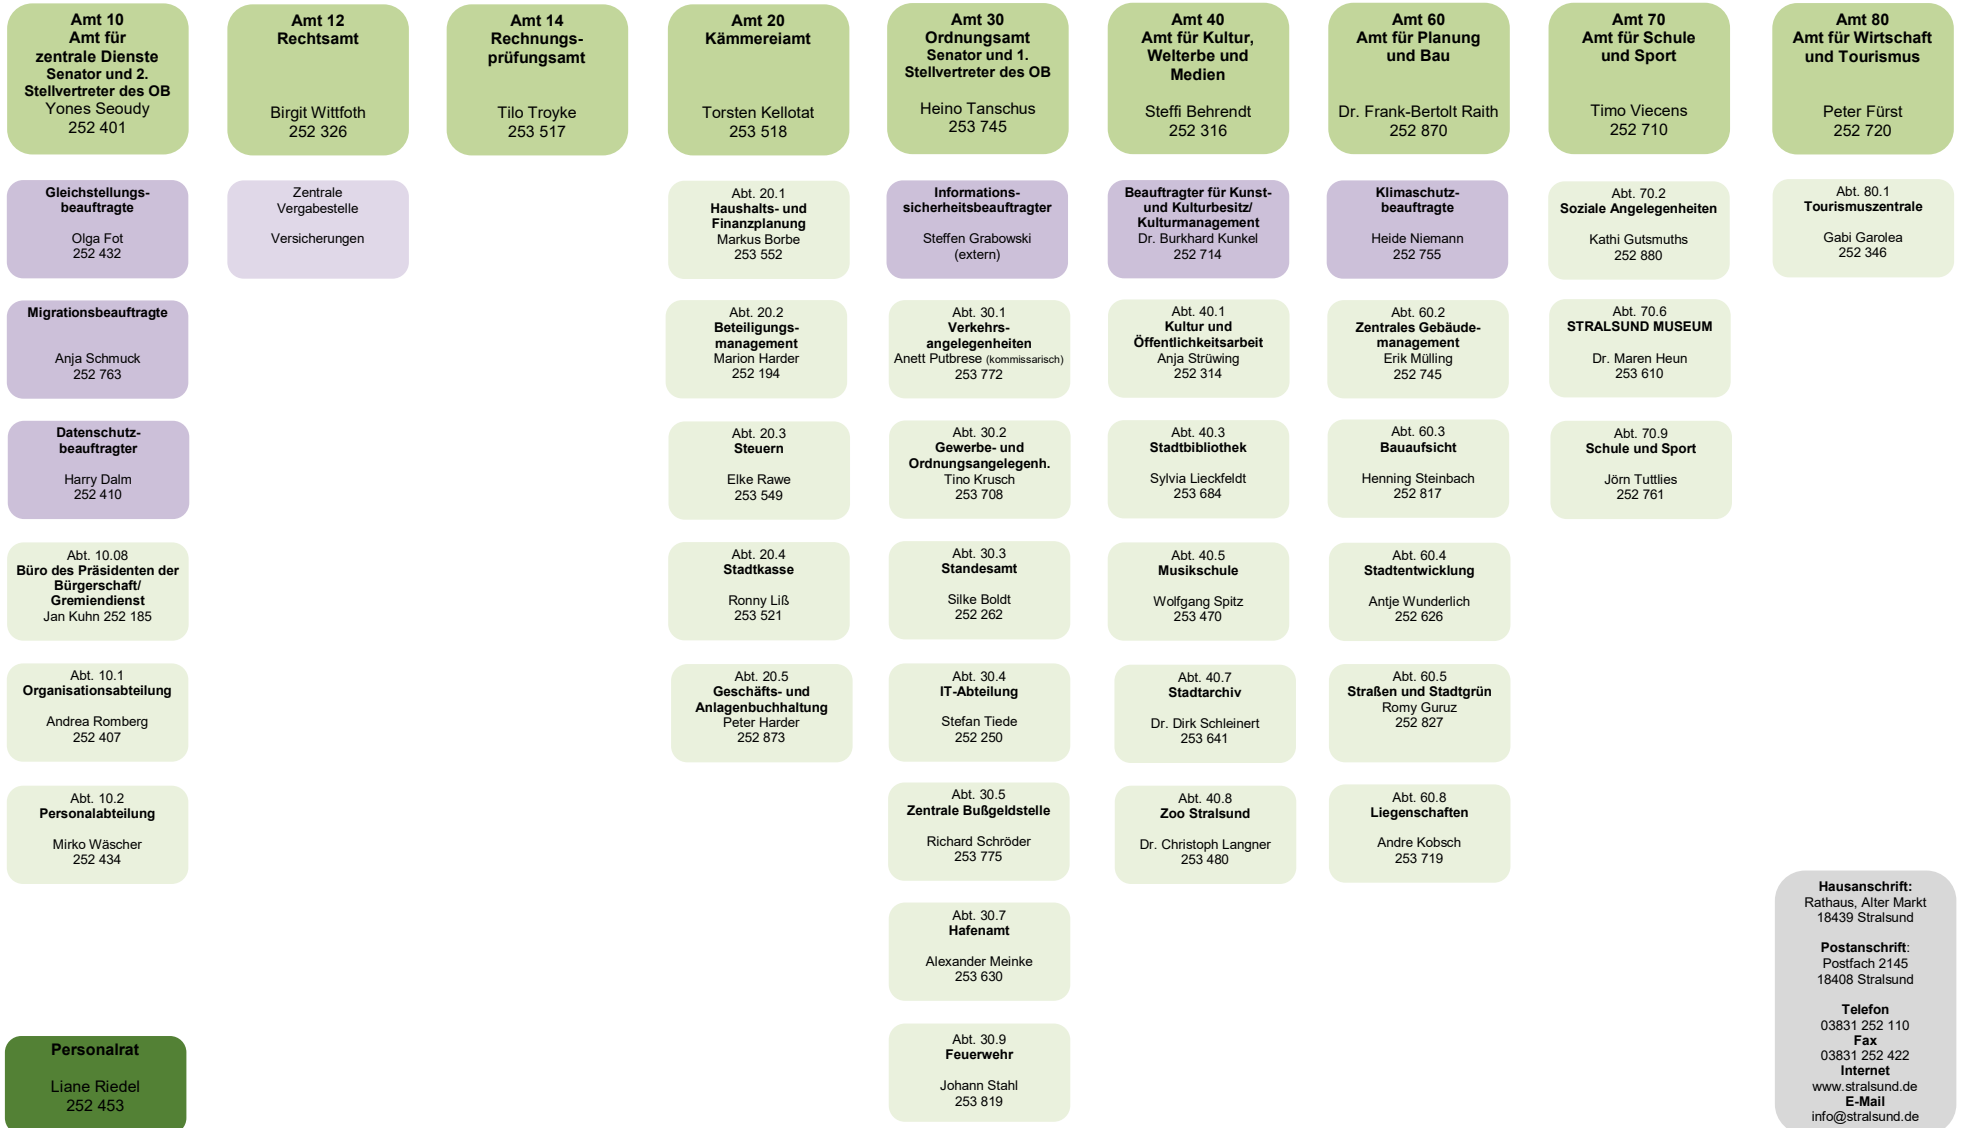 Amt 10
Amt für
zentrale Dienste
Senator und 2.
Stellvertreter des OB
Yones Seoudy
252 401
Gleichstellungs-
beauftragte
Olga Fot
252 432
Migrationsbeauftragte
Anja Schmuck
252 763
Datenschutz-
beauftragter
Harry Dalm
252 410
Abt. 10.08
Büro des Präsidenten der
Bürgerschaft/
Gremiendienst
Jan Kuhn 252 185
Abt. 10.1
Organisationsabteilung
Andrea Romberg
252 407
Abt. 10.2
Personalabteilung
Mirko Wäscher
252 434
Personalrat
Liane Riedel
252 453
Amt 12
Rechtsamt
Birgit Wittfoth
252 326
Zentrale
Vergabestelle
Versicherungen
Amt 14
Rechnungs-
prüfungsamt
Tilo Troyke
253 517
Amt 20
Kämmereiamt
Torsten Kellotat
253 518
Abt. 20.1
Haushalts- und
Finanzplanung
Markus Borbe
253 552
Abt. 20.2
Beteiligungs-
management
Marion Harder
252 194
Abt. 20.3
Steuern
Elke Rawe
253 549
Abt. 20.4
Stadtkasse
Ronny Liß
253 521
Abt. 20.5
Geschäfts- und
Anlagenbuchhaltung
Peter Harder
252 873
Amt 30
Ordnungsamt
Senator und 1.
Stellvertreter des OB
Heino Tanschus
253 745
Informations-
sicherheitsbeauftragter
Steffen Grabowski
(extern)
Abt. 30.1
Verkehrs-
angelegenheiten
Anett Putbrese (kommissarisch)
253 772
Abt. 30.2
Gewerbe- und
Ordnungsangelegenh.
Tino Krusch
253 708
Abt. 30.3
Standesamt
Silke Boldt
252 262
Abt. 30.4
IT-Abteilung
Stefan Tiede
252 250
Abt. 30.5
Zentrale Bußgeldstelle
Richard Schröder
253 775
Abt. 30.7
Hafenamt
Alexander Meinke
253 630
Abt. 30.9
Feuerwehr
Johann Stahl
253 819
Amt 40
Amt für Kultur,
Welterbe und
Medien
Steffi Behrendt
252 316
Beauftragter für Kunst-
und Kulturbesitz/
Kulturmanagement
Dr. Burkhard Kunkel
252 714
Abt. 40.1
Kultur und
Öffentlichkeitsarbeit
Anja Strüwing
252 314
Abt. 40.3
Stadtbibliothek
Sylvia Lieckfeldt
253 684
Abt. 40.5
Musikschule
Wolfgang Spitz
253 470
Abt. 40.7
Stadtarchiv
Dr. Dirk Schleinert
253 641
Abt. 40.8
Zoo Stralsund
Dr. Christoph Langner
253 480
Amt 60
Amt für Planung
und Bau
Dr. Frank-Bertolt Raith
252 870
Klimaschutz-
beauftragte
Heide Niemann
252 755
Abt. 60.2
Zentrales Gebäude-
management
Erik Mülling
252 745
Abt. 60.3
Bauaufsicht
Henning Steinbach
252 817
Abt. 60.4
Stadtentwicklung
Antje Wunderlich
252 626
Abt. 60.5
Straßen und Stadtgrün
Romy Guruz
252 827
Abt. 60.8
Liegenschaften
Andre Kobsch
253 719
Amt 70
Amt für Schule
und Sport
Timo Viecens
252 710
Abt. 70.2
Soziale Angelegenheiten
Kathi Gutsmuths
252 880
Abt. 70.6
STRALSUND MUSEUM
Dr. Maren Heun
253 610
Abt. 70.9
Schule und Sport
Jörn Tuttlies
252 761
Amt 80
Amt für Wirtschaft
und Tourismus
Peter Fürst
252 720
Abt. 80.1
Tourismuszentrale
Gabi Garolea
252 346
Hausanschrift:
Rathaus, Alter Markt
18439 Stralsund
Postanschrift:
Postfach 2145
18408 Stralsund
Telefon
03831 252 110
Fax
03831 252 422
Internet
www.stralsund.de
E-Mail
info@stralsund.de